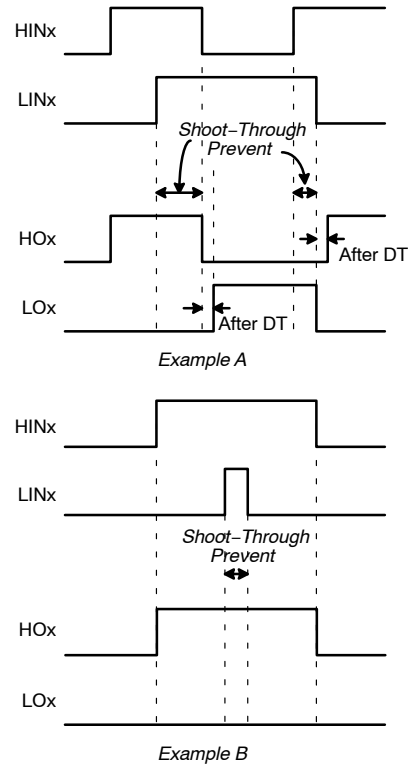 HINx
LINx
Shoot−Through
Prevent
HOx
After DT
LOx
After DT
Example A
HINx
LINx
Shoot−Through
Prevent
HOx
LOx
Example B